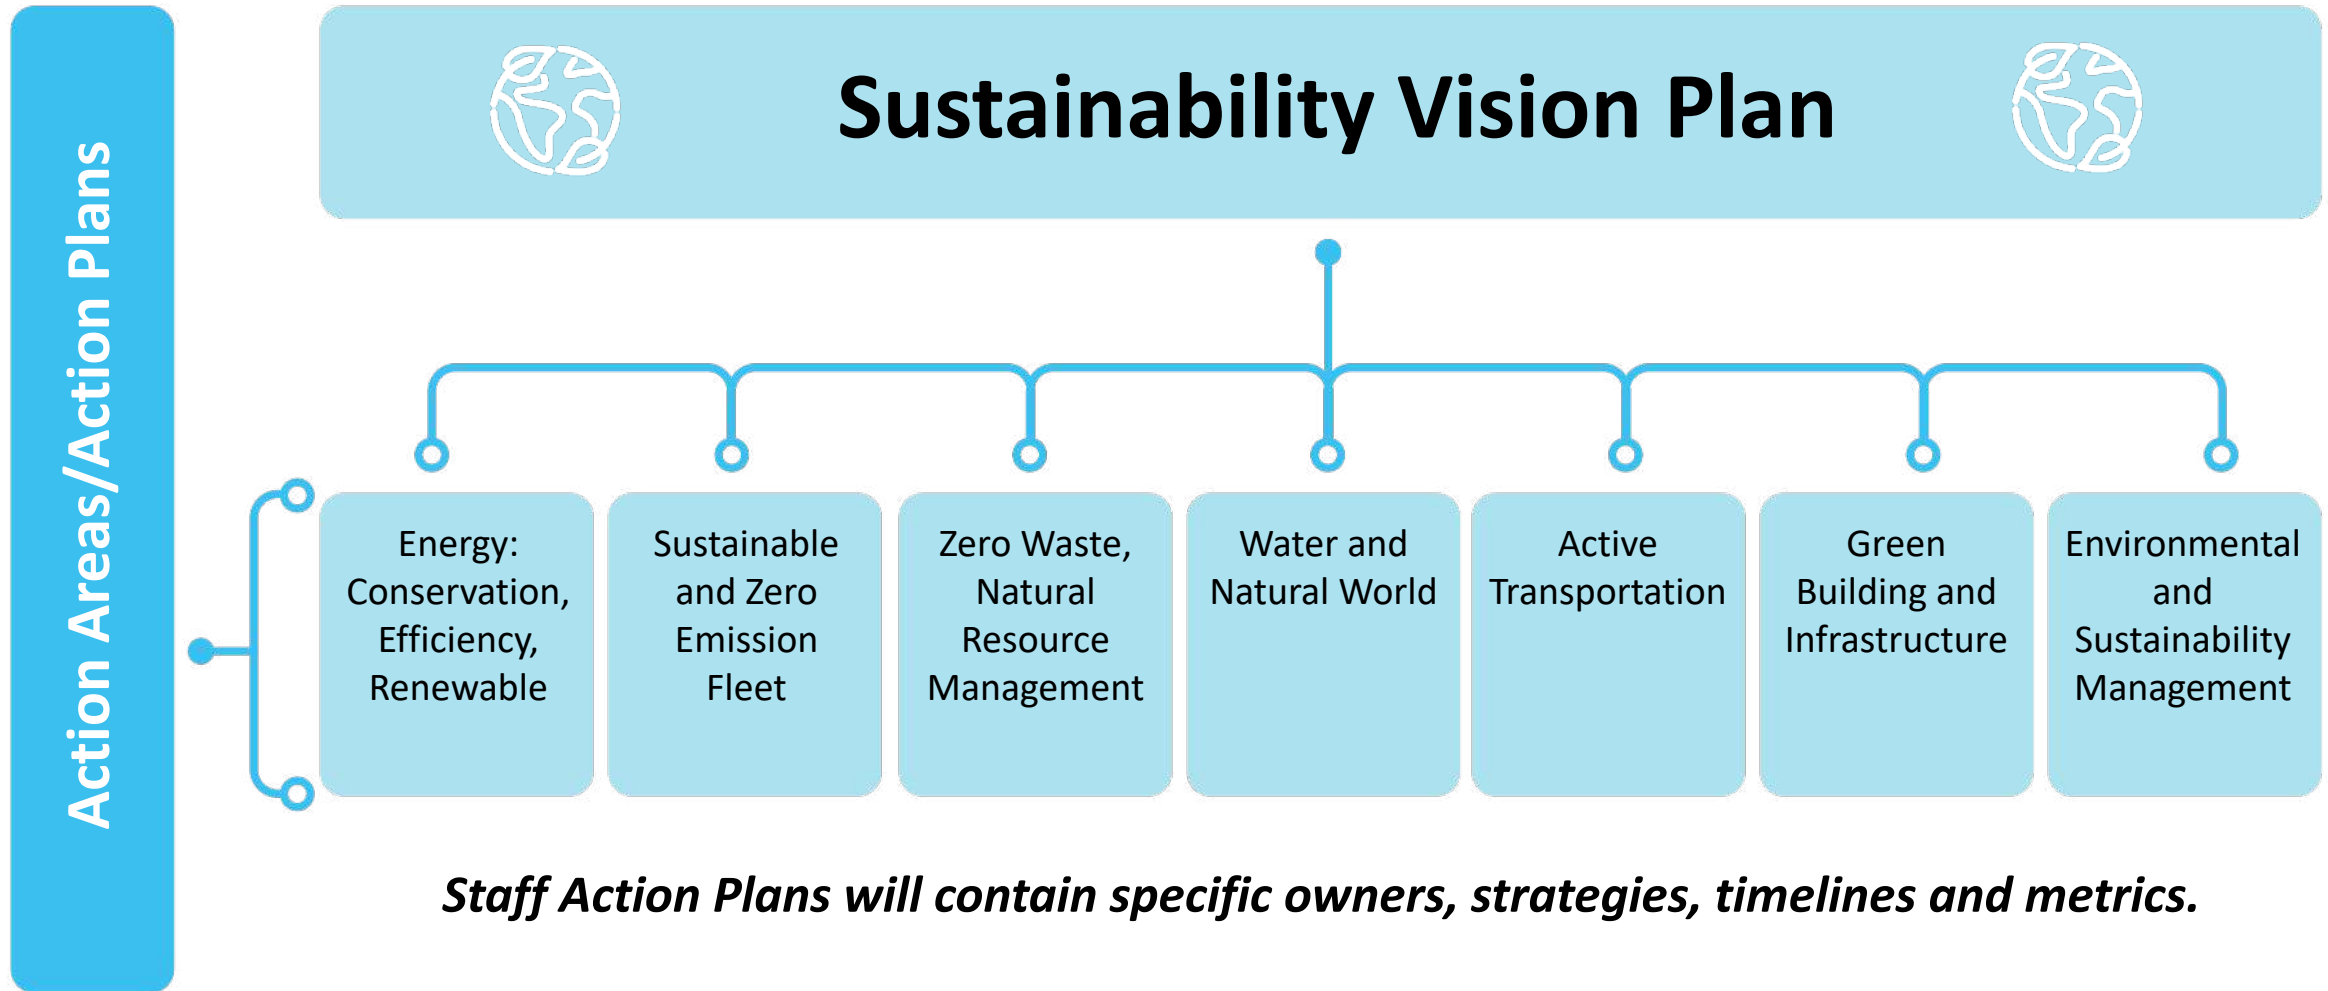 Action Areas/Action Plans
Sustainability Vision Plan
Energy:
Conservation,
Efficiency,
Renewable
Sustainable
and Zero
Emission
Fleet
Zero Waste,
Natural
Resource
Management
Water and
Natural World
Active
Transportation
Green
Building and
Infrastructure
Environmental
and
Sustainability
Management
Staff Action Plans will contain specific owners, strategies, timelines and metrics.